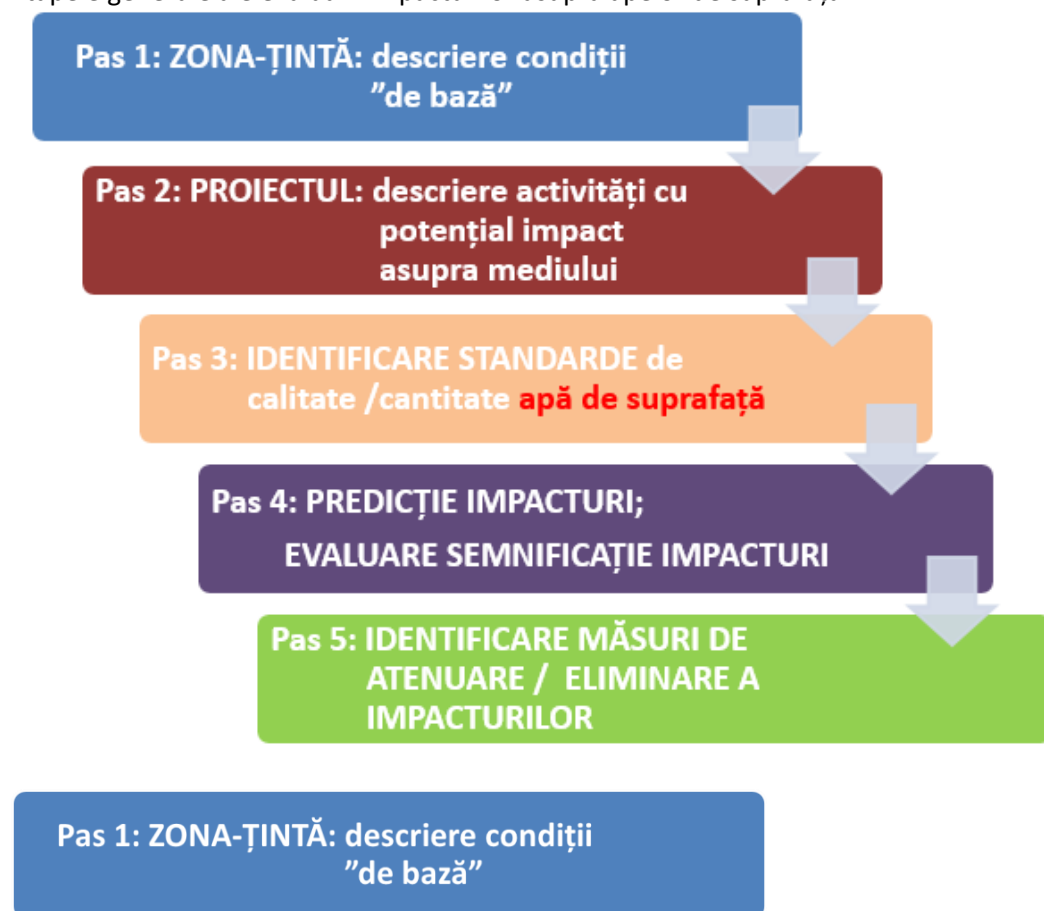 Pas 1: ZONA-ȚINTĂ: descriere condiții
”de bază”
Pas 2: PROIECTUL: descriere activități cu
potențial impact
asupra mediului
Pas 3: IDENTIFICARE STANDARDE de
calitate /cantitate apă de suprafață
Pas 4: PREDICȚIE IMPACTURI;
EVALUARE SEMNIFICAȚIE IMPACTURI
Pas 5: IDENTIFICARE MĂSURI DE
ATENUARE / ELIMINARE A
IMPACTURILOR
Pas 1: ZONA-ȚINTĂ: descriere condiții
”de bază”